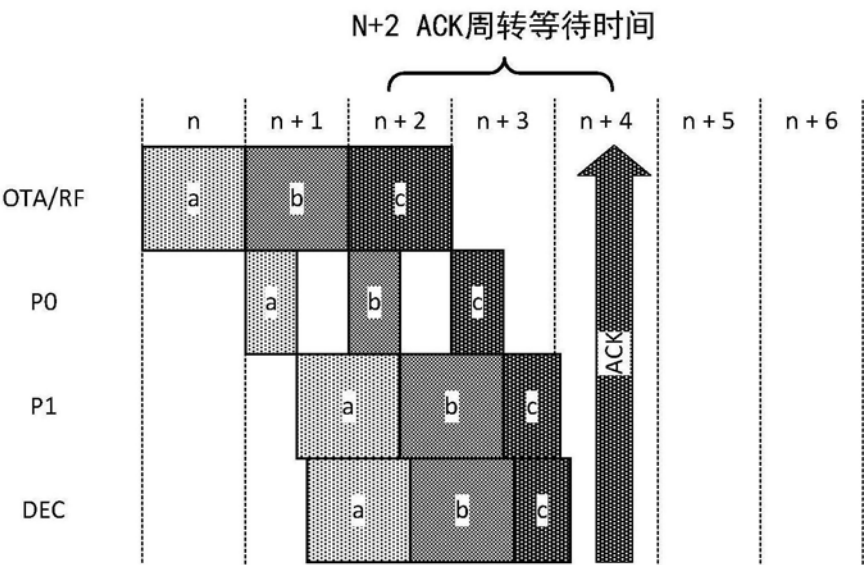 N+2 ACK周转等待时间
n
n + 1
n + 2
n + 3
n + 4
n + 5
n + 6
OTA/RF
a
b
c
P0
a
b
c
ACK
P1
a
b
c
DEC
a
b
c